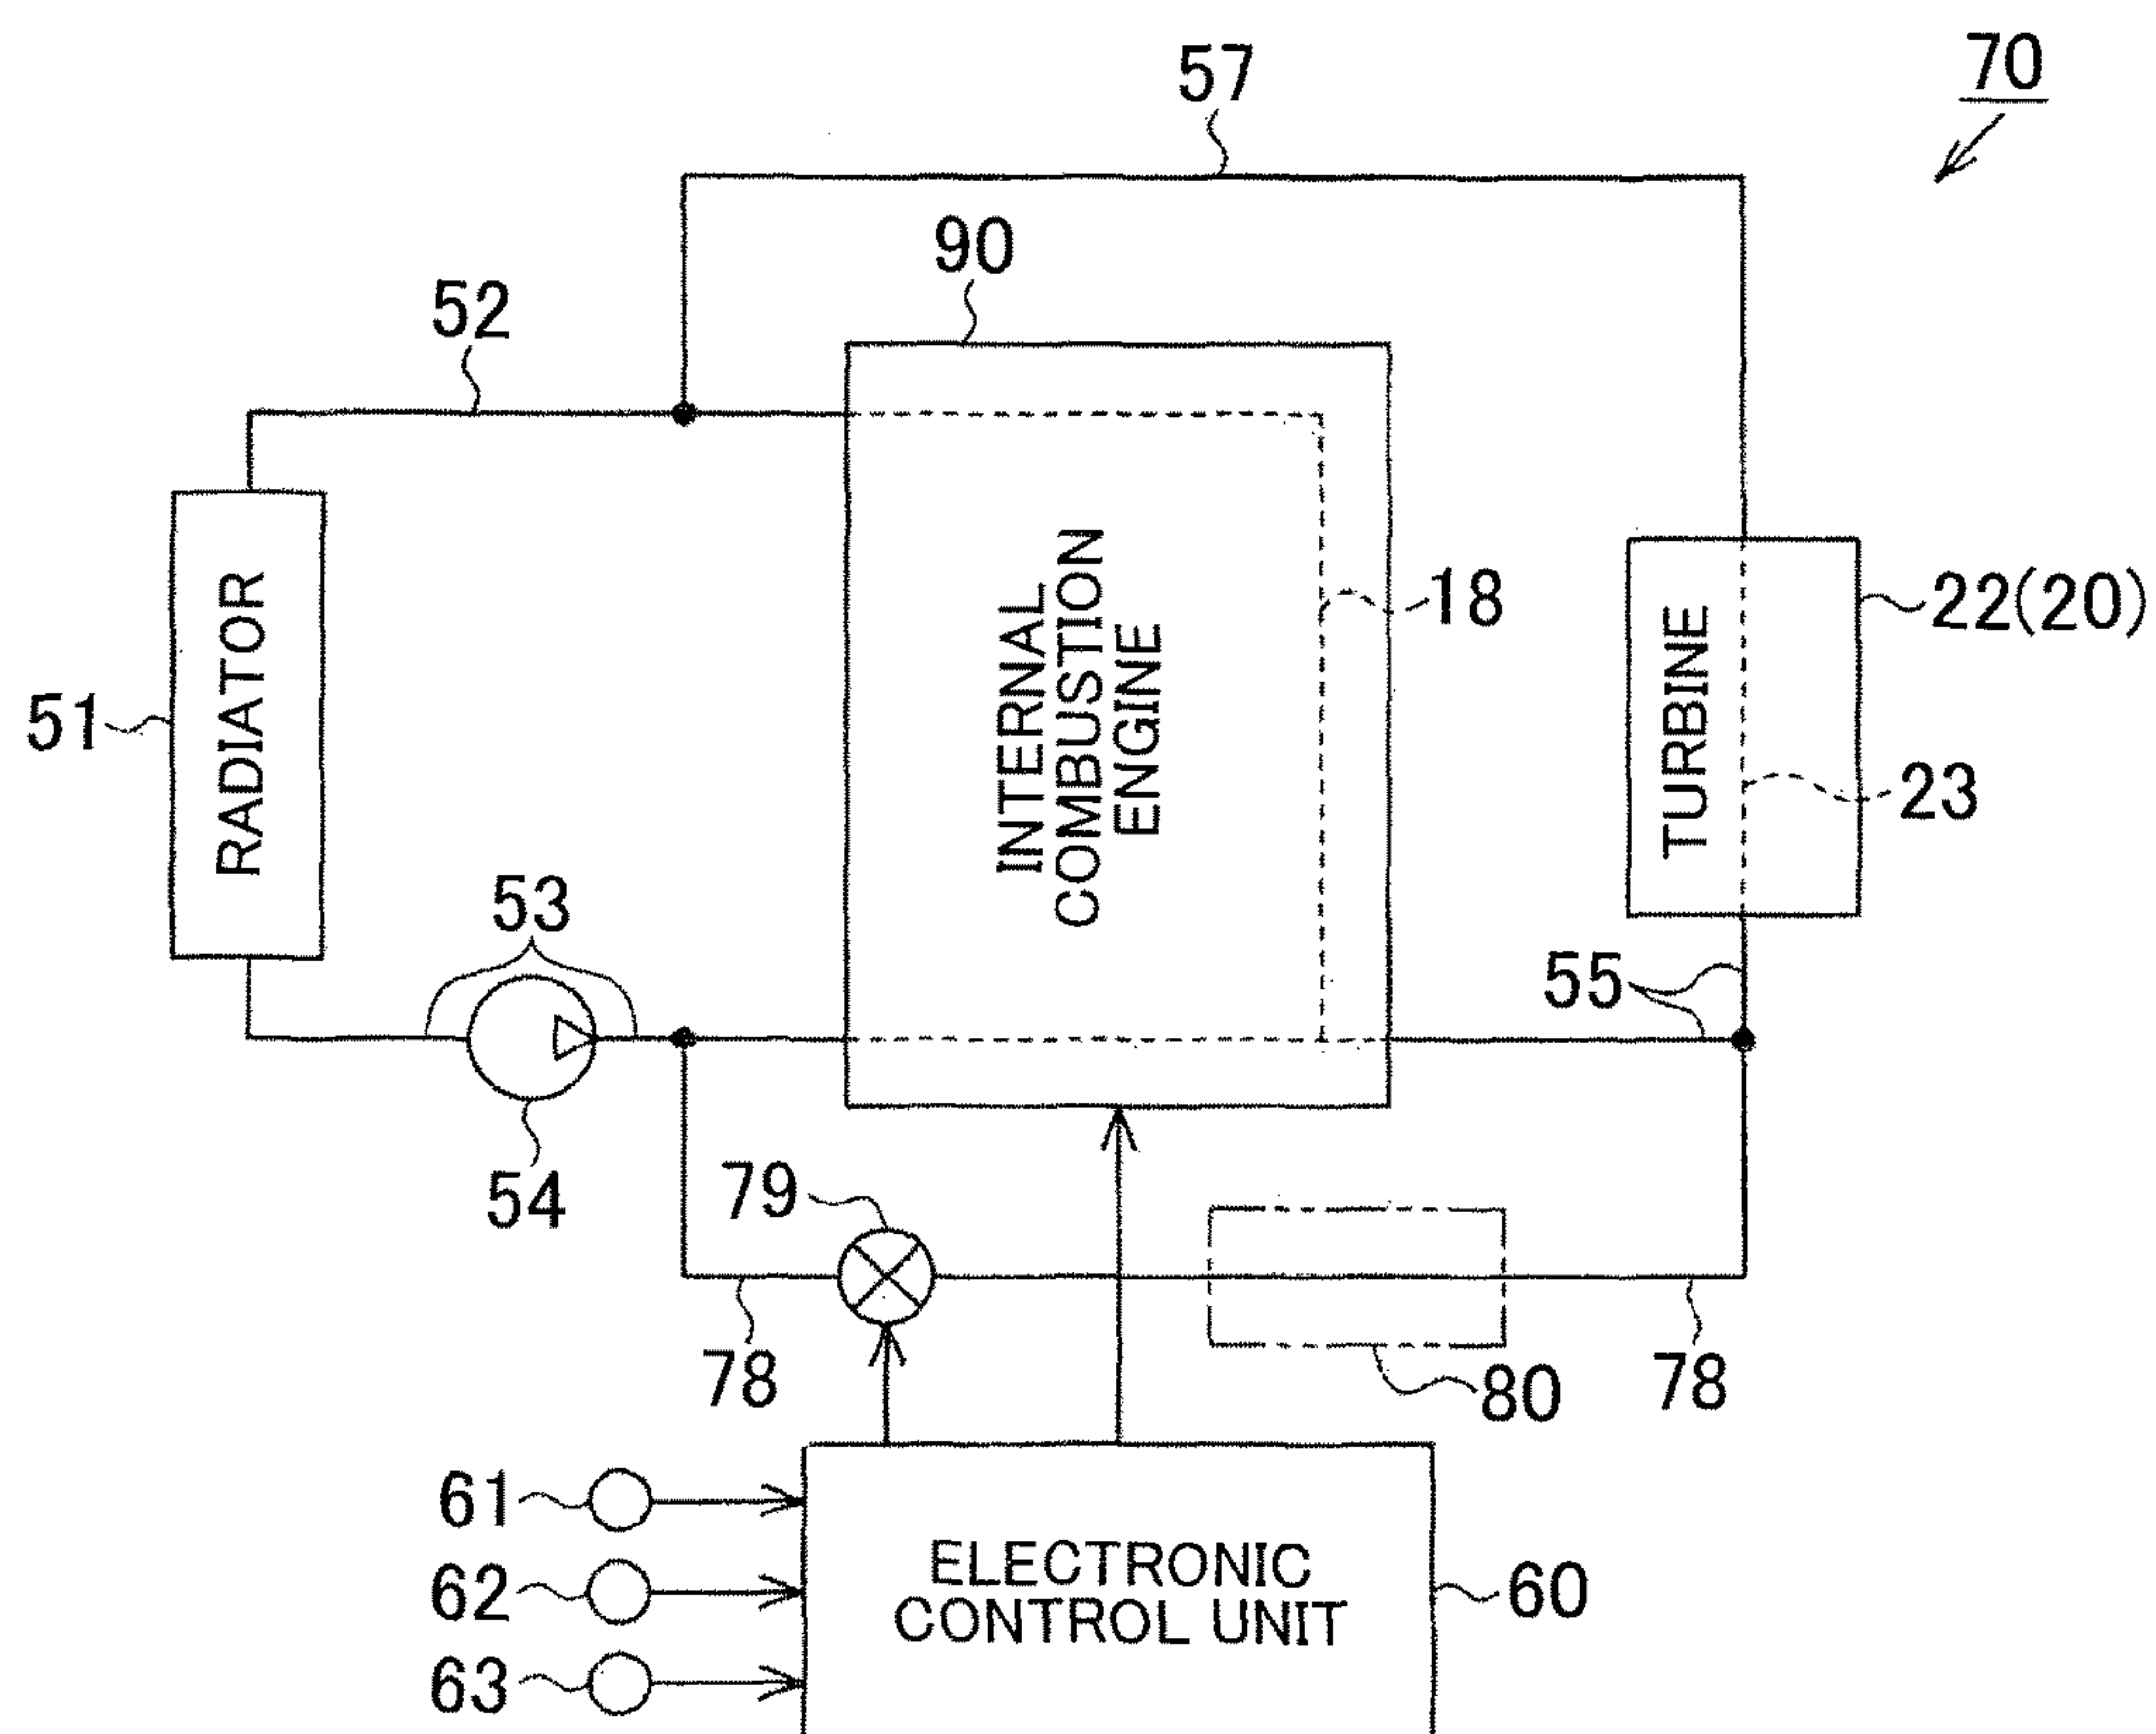 70
57
90
52
18
22(20)
RADIATOR
INTERNAL
COMBUSTION
ENGINE
TURBINE
51
23
53
55
54
79
78
80
78
61
62
63
ELECTRONIC
CONTROL UNIT
60